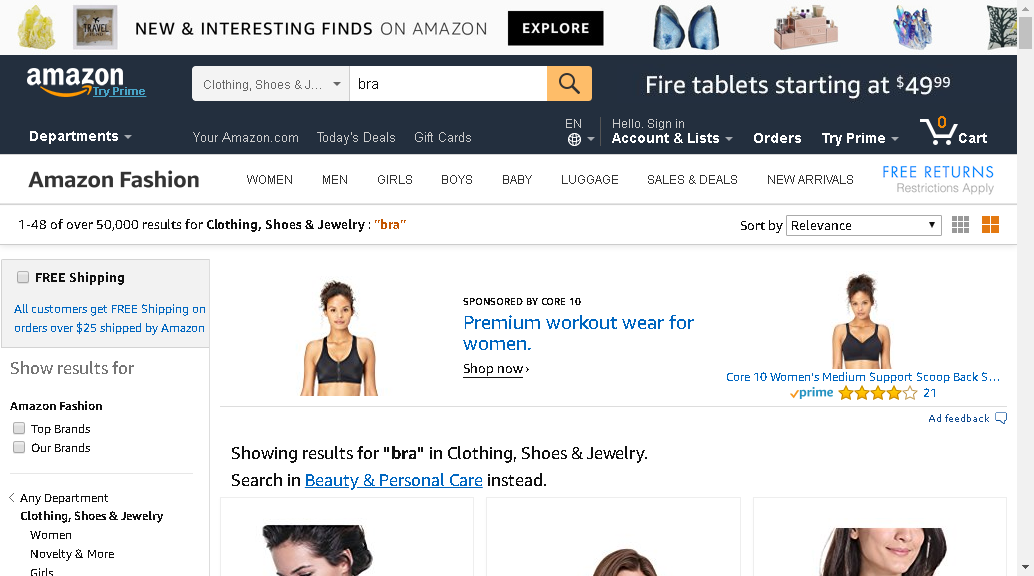 TRAVEL
NEW & INTERESTING FINDS ON AMAZON
EXPLORE
amazon
Try Prime
Clothing, Shoes & J...
bra
Fire tablets starting at $49.99
Departments
Your Amazon.com
Today's Deals
Gift Cards
EN
Hello. Sign in
Account & Lists
Orders
Try Prime
0
Cart
Amazon Fashion
WOMEN
MEN
GIRLS
BOYS
BABY
LUGGAGE
SALES & DEALS
NEW ARRIVALS
FREE RETURNS
Restrictions Apply
1-48 of over 50,000 results for Clothing, Shoes & Jewelry : "bra"
Sort by Relevance
FREE Shipping
All customers get FREE Shipping on
orders over $25 shipped by Amazon
Show results for
Amazon Fashion
Top Brands
Our Brands
Any Department
Clothing, Shoes & Jewelry
Women
Novelty & More
Girls
SPONSORED BY CORE 10
Premium workout wear for
women.
Shop now ›
Core 10 Women's Medium Support Scoop Back S...
prime
21
Ad feedback
Showing results for "bra" in Clothing, Shoes & Jewelry.
Search in Beauty & Personal Care instead.